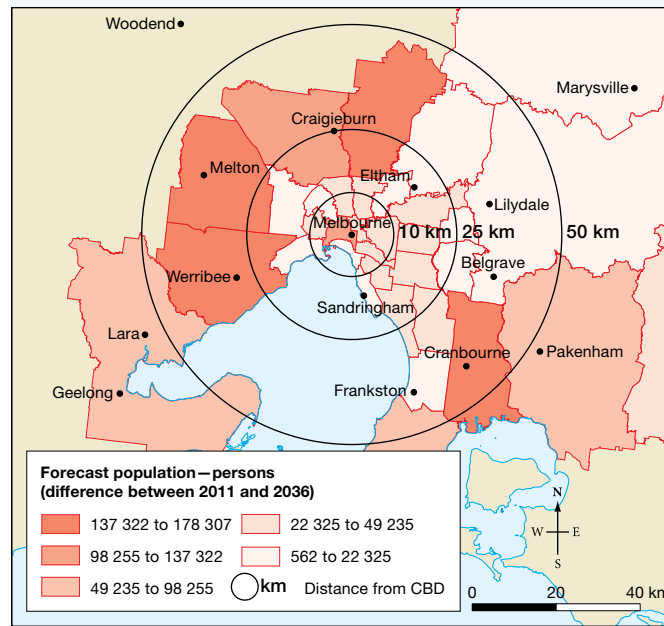 Woodend
Marysville
Craigieburn
Melton
Eltham
Lilydale
Melbourne
10 km 25 km 50 km
Werribee
Belgrave
Sandringham
Lara
Cranbourne
Pakenham
Geelong
Frankston
Forecast population—persons
(difference between 2011 and 2036)
137 322 to 178 307
22 325 to 49 235
98 255 to 137 322
562 to 22 325
49 235 to 98 255
km Distance from CBD
N
W E
S
0 20 40 km